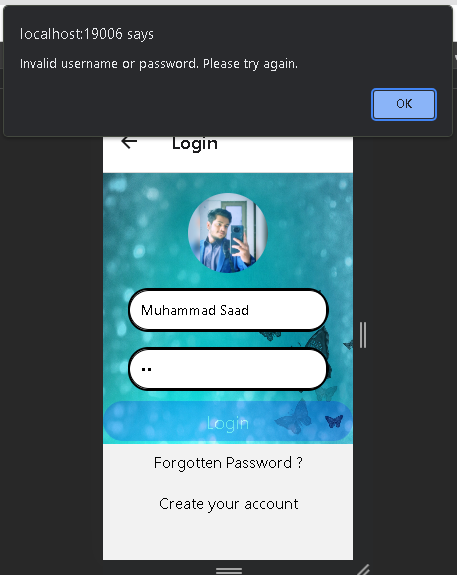 localhost:19006 says
Invalid username or password. Please try again.
OK
Login
Muhammad Saad
••
Login
Forgotten Password ?
Create your account